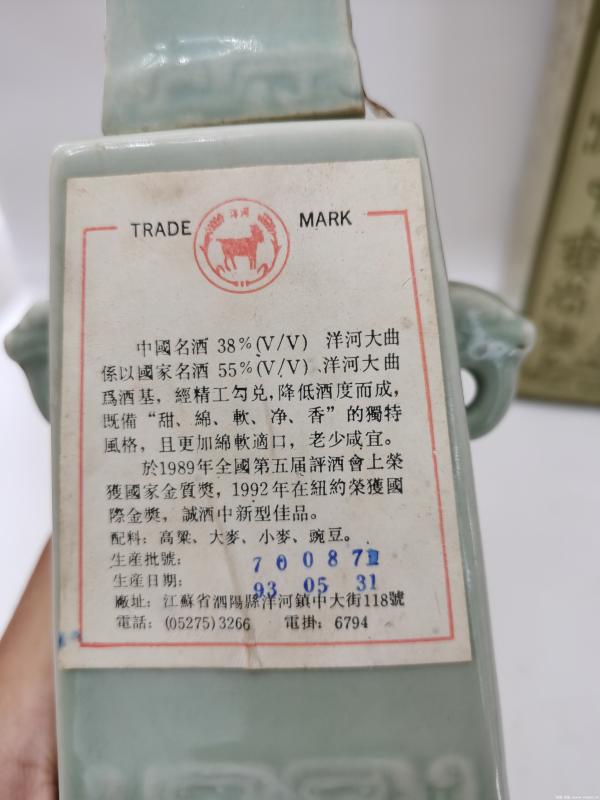 TRADE MARK
洋河
中國名酒 38%(V/V) 洋河大曲
係以國家名酒 55%(V/V)、洋河大曲
爲酒基，經精工勾兑，降低酒度而成，
既備“甜、綿、軟、净、香”的獨特
風格，且更加綿軟適口，老少咸宜。
於1989年全國第五届評酒會上榮
獲國家金質獎，1992年在紐約榮獲國
際金獎，誠酒中新型佳品。
配料：高粱、大麥、小麥、豌豆。
生産批號： 700872
生産日期： 93 05 31
廠址：江蘇省泗陽縣洋河鎮中大街118號
電話：(05275)3266 電掛：6794